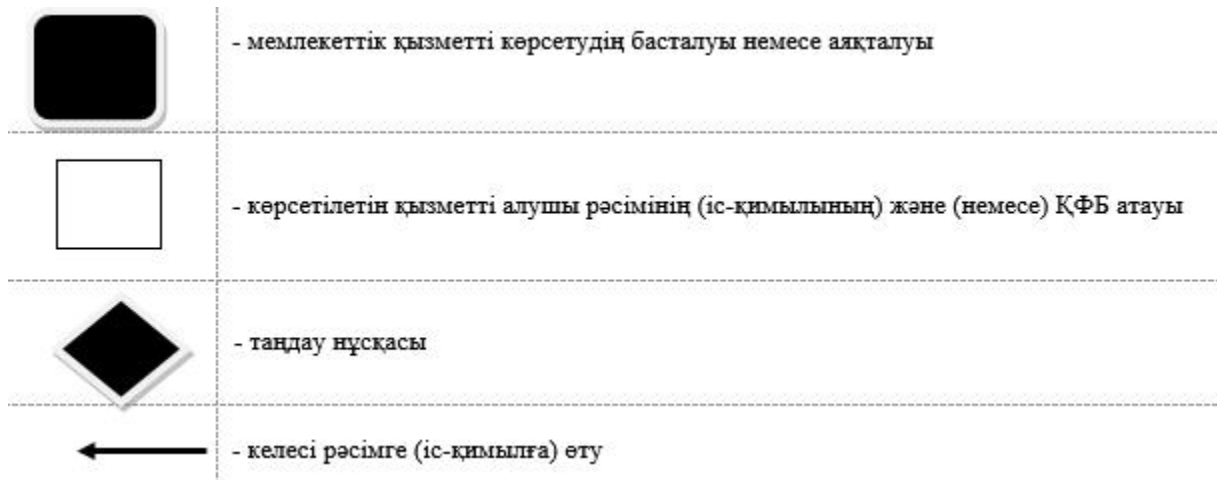 - мемлекеттік қызметті көрсетудің басталуы немесе аяқталуы
- көрсетілетін қызметті алушы рәсімінің (іс-қимылының) және (немесе) ҚФБ атауы
- таңдау нұсқасы
- келесі рәсімге (іс-қимылға) өту